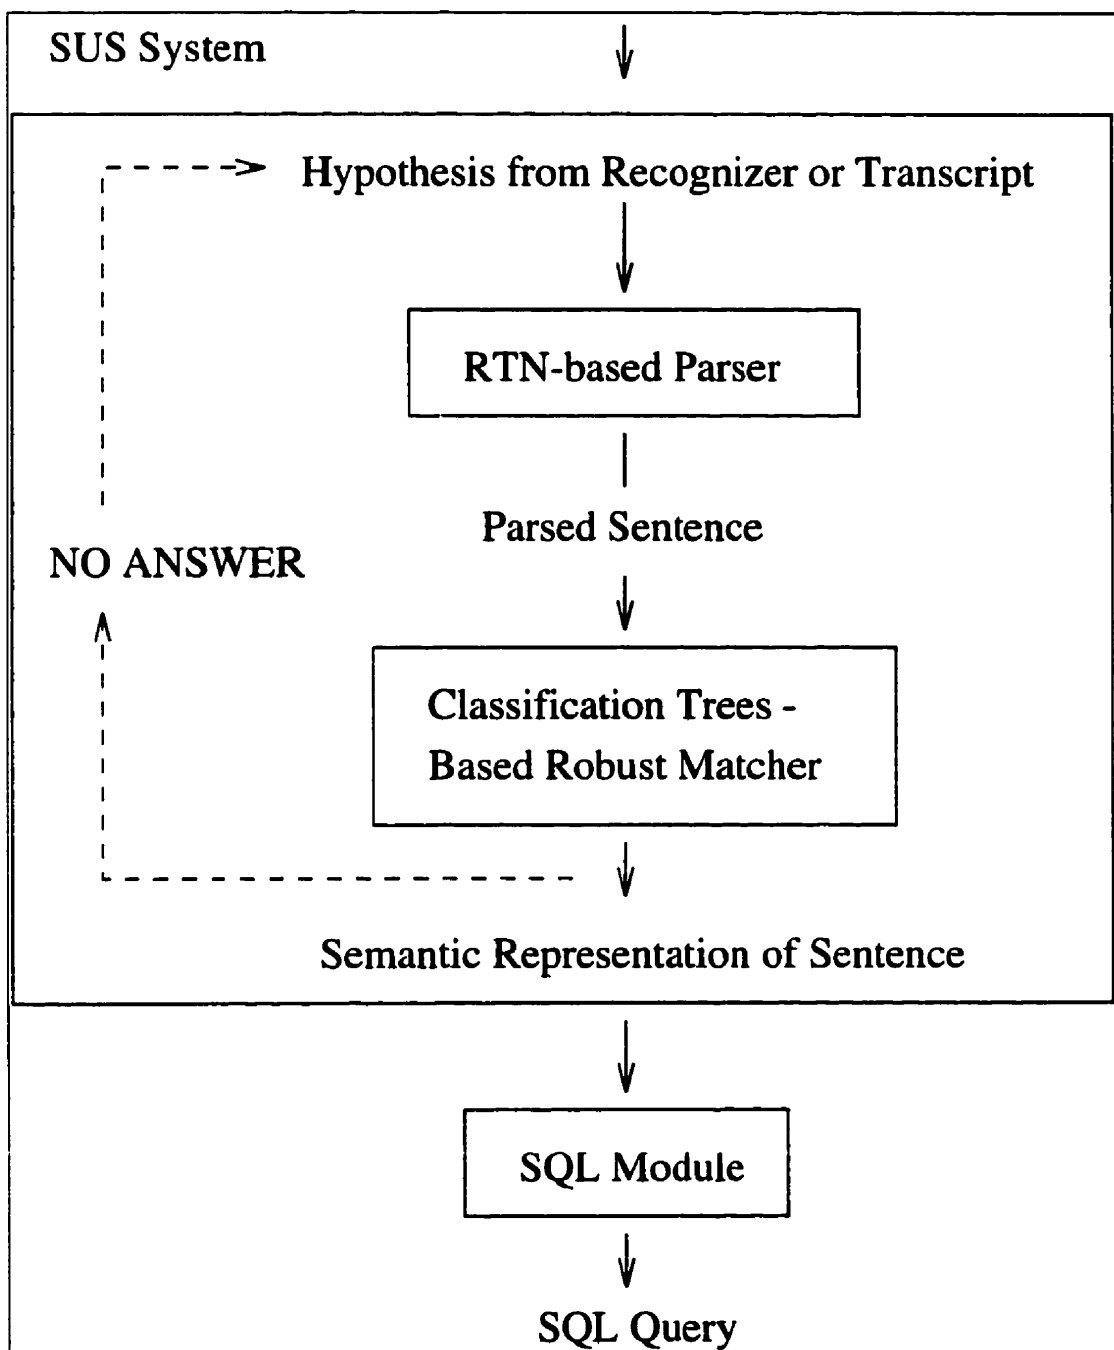 SUS System
Hypothesis from Recognizer or Transcript
RTN-based Parser
Parsed Sentence
NO ANSWER
Classification Trees -
Based Robust Matcher
Semantic Representation of Sentence
SQL Module
SQL Query